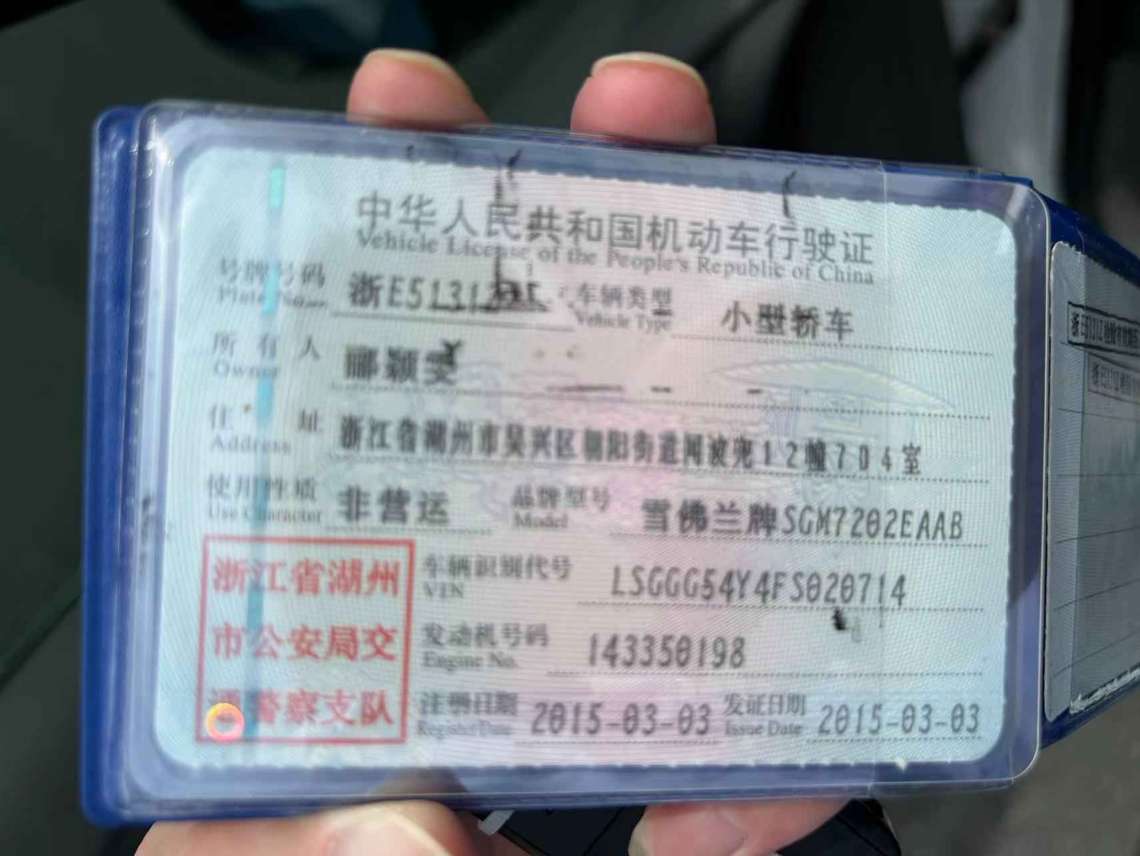 中华人民共和国机动车行驶证
Vehicle License of the People's Republic of China
号牌号码 浙E5131 车辆类型 小型轿车
Plate No. Vehicle Type
所有人 郦颖
Owner
住址 浙江省湖州市吴兴区朝阳街道闻波兜12幢704室
Address
使用性质 非营运 品牌型号 雪佛兰牌SGM7202EAAB
Use Character Model
浙江省湖州
市公安局交
通警察支队
车辆识别代号 LSGGG54Y4FS020714
VIN
发动机号码 143350198
Engine No.
注册日期 2015-03-03 发证日期 2015-03-03
Register Date Issue Date